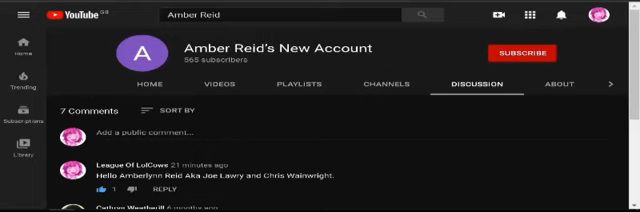 YouTube GB
Amber Reid
A
Amber Reid's New Account
565 subscribers
SUBSCRIBE
HOME VIDEOS PLAYLISTS CHANNELS DISCUSSION ABOUT
Home
Trending
Subscriptions
Library
7 Comments SORT BY
Add a public comment...
League Of LolCows 21 minutes ago
Hello Amberlynn Reid Aka Joe Lawry and Chris Wainwright.
1 REPLY
Cathryn Weatherill 6 months ago